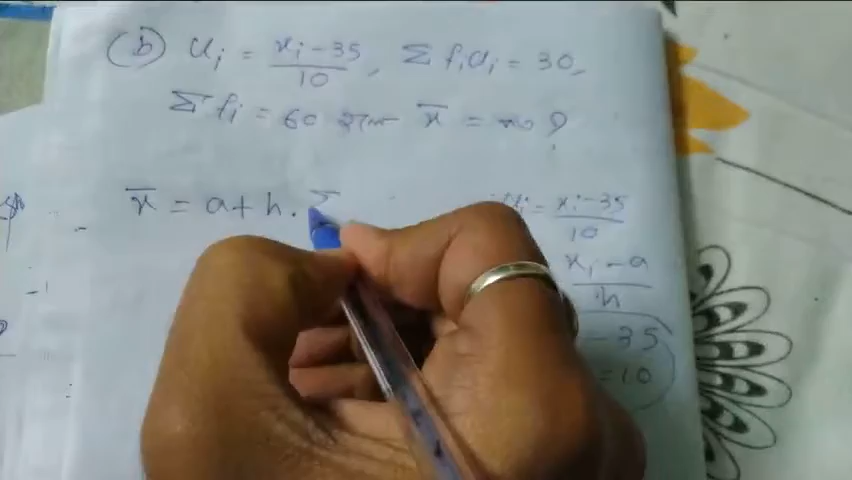 (b) uᵢ = xᵢ - 35 / 10, Σ fᵢuᵢ = 30,
Σ fᵢ = 60 হলে x̄ = কত ?
x̄ = a + h . Σ
uᵢ = xᵢ - 35 / 10
xᵢ - a / h
- 35
= 10